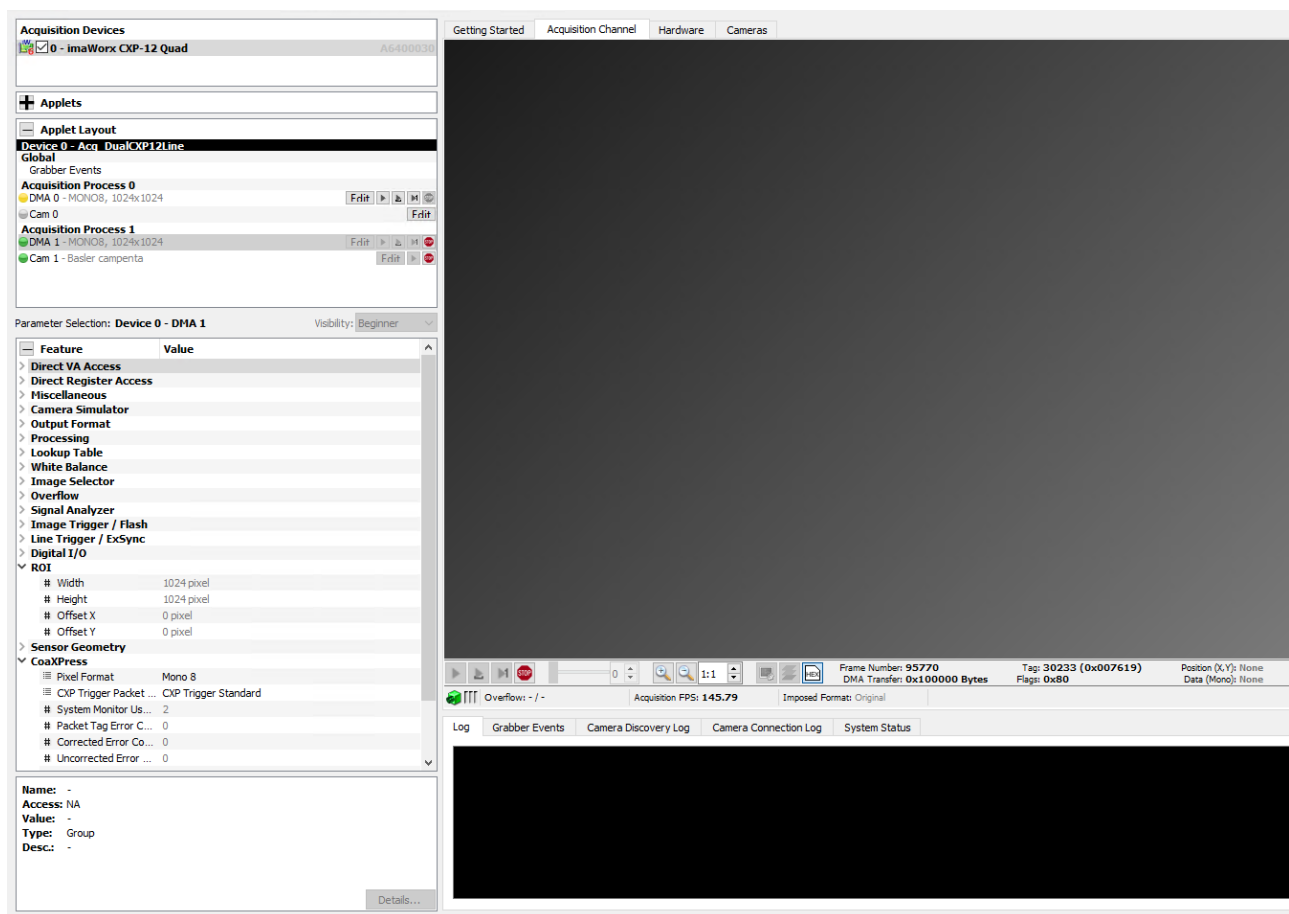 Acquisition Devices
0 - imaWorx CXP-12 Quad A6400030
Applets
Applet Layout
Device 0 - Acq_DualCXP12Line
Global
Grabber Events
Acquisition Process 0
DMA 0 - MONO8, 1024x1024 Edit
Cam 0 Edit
Acquisition Process 1
DMA 1 - MONO8, 1024x1024 Edit STOP
Cam 1 - Basler campenta Edit STOP
Parameter Selection: Device 0 - DMA 1 Visibility: Beginner
Feature Value
Direct VA Access
Direct Register Access
Miscellaneous
Camera Simulator
Output Format
Processing
Lookup Table
White Balance
Image Selector
Overflow
Signal Analyzer
Image Trigger / Flash
Line Trigger / ExSync
Digital I/O
ROI
# Width 1024 pixel
# Height 1024 pixel
# Offset X 0 pixel
# Offset Y 0 pixel
Sensor Geometry
CoaXPress
Pixel Format Mono 8
CXP Trigger Packet ... CXP Trigger Standard
# System Monitor Us... 2
# Packet Tag Error C... 0
# Corrected Error Co... 0
# Uncorrected Error ... 0
Name: -
Access: NA
Value: -
Type: Group
Desc.: -
Details...
Getting Started Acquisition Channel Hardware Cameras
STOP 0 1:1 HEX
Frame Number: 95770 Tag: 30233 (0x007619) Position (X,Y): None
DMA Transfer: 0x100000 Bytes Flags: 0x80 Data (Mono): None
Overflow: - / - Acquisition FPS: 145.79 Imposed Format: Original
Log Grabber Events Camera Discovery Log Camera Connection Log System Status